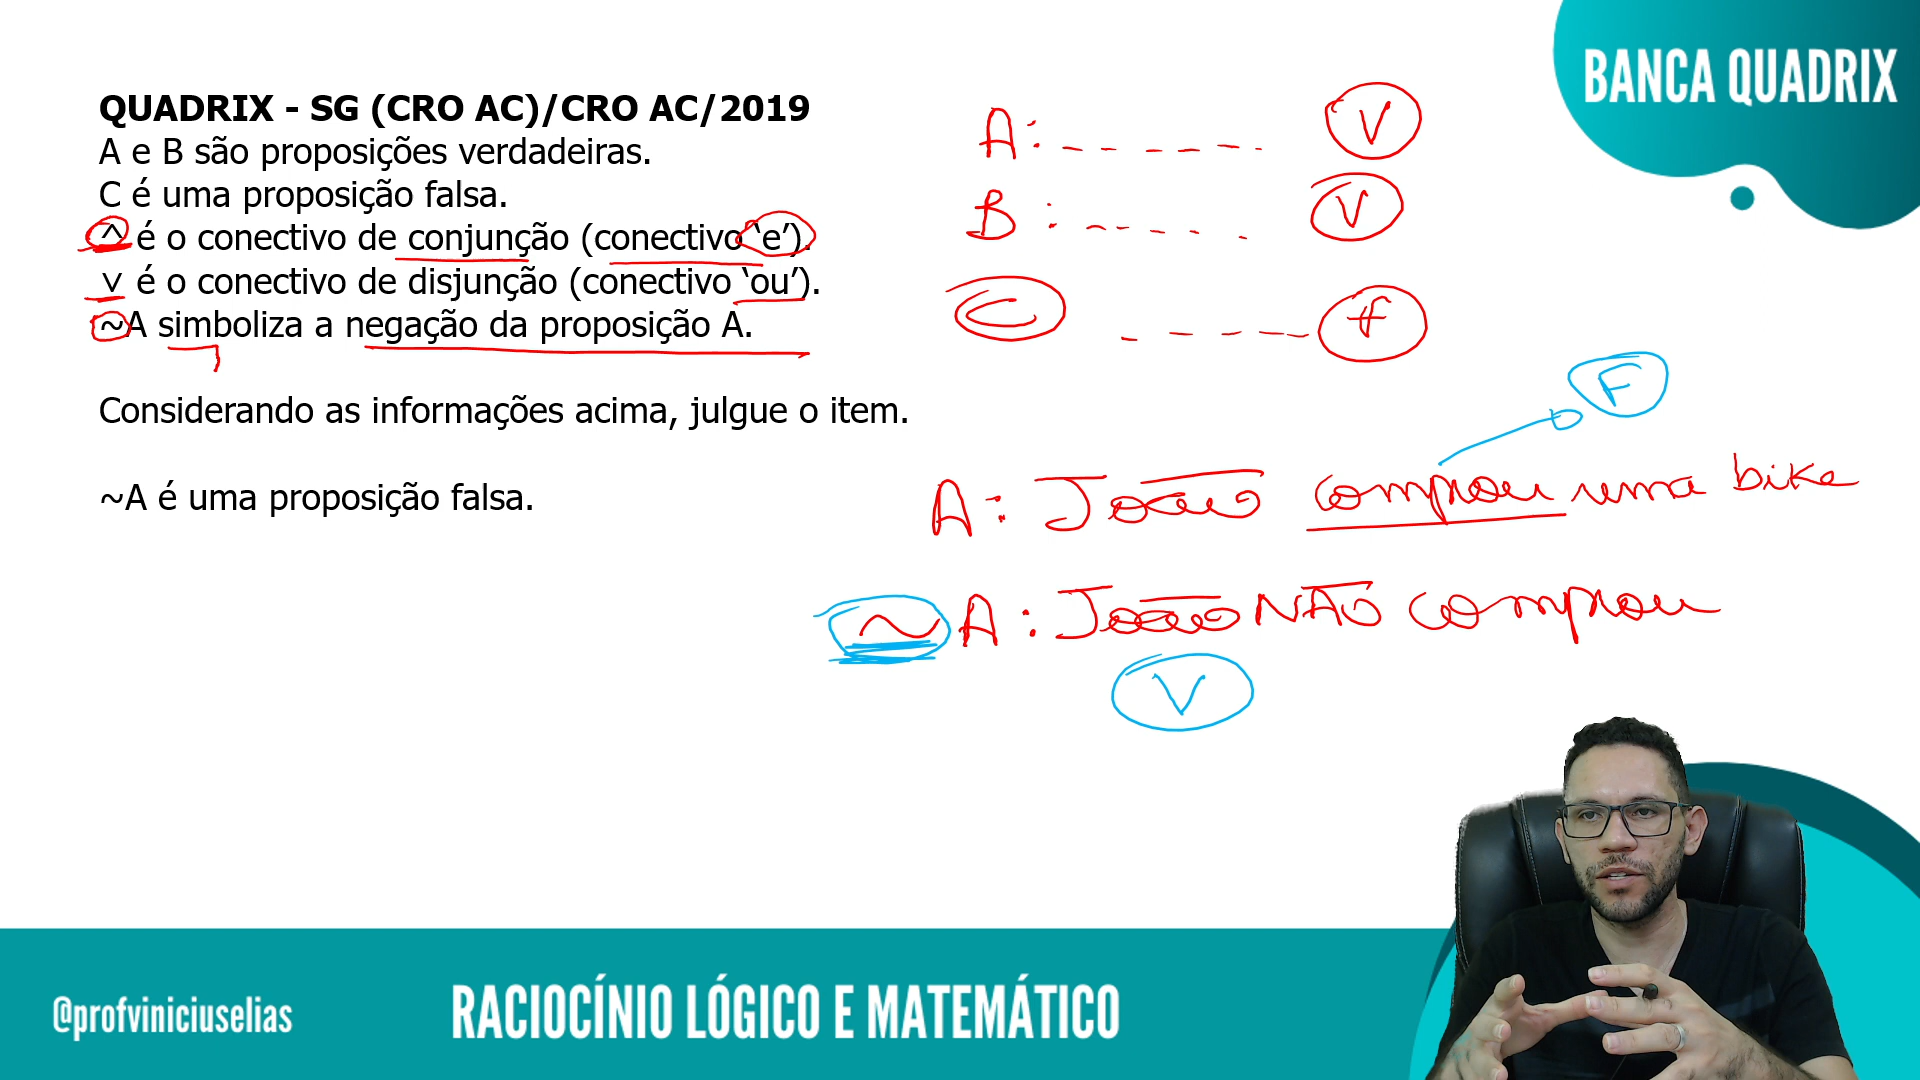 BANCA QUADRIX
QUADRIX - SG (CRO AC)/CRO AC/2019
A e B são proposições verdadeiras.
C é uma proposição falsa.
^ é o conectivo de conjunção (conectivo ‘e’).
v é o conectivo de disjunção (conectivo ‘ou’).
~A simboliza a negação da proposição A.
Considerando as informações acima, julgue o item.
~A é uma proposição falsa.
A: V
B: V
C f
F
A: João comprou uma bike
~A: João NÃO comprou
V
@profviniciuselias
RACIOCÍNIO LÓGICO E MATEMÁTICO